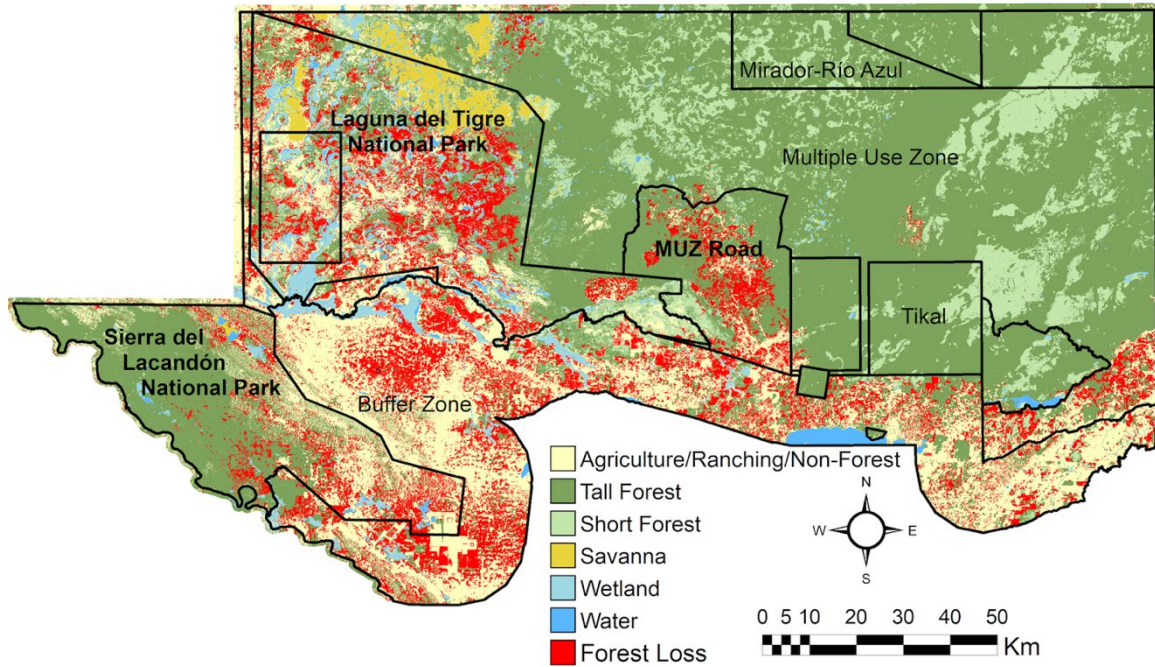 Mirador-Río Azul
Laguna del Tigre
National Park
Multiple Use Zone
MUZ Road
Tikal
Sierra del
Lacandón
National Park
Buffer Zone
Agriculture/Ranching/Non-Forest
Tall Forest
Short Forest
Savanna
Wetland
Water
Forest Loss
N
W E
S
0 5 10 20 30 40 50
Km